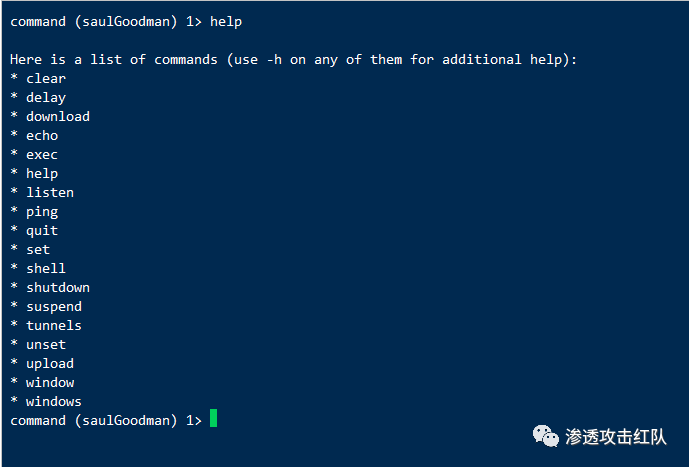 command (saulGoodman) 1> help
Here is a list of commands (use -h on any of them for additional help):
* clear
* delay
* download
* echo
* exec
* help
* listen
* ping
* quit
* set
* shell
* shutdown
* suspend
* tunnels
* unset
* upload
* window
* windows
command (saulGoodman) 1>
渗透攻击红队